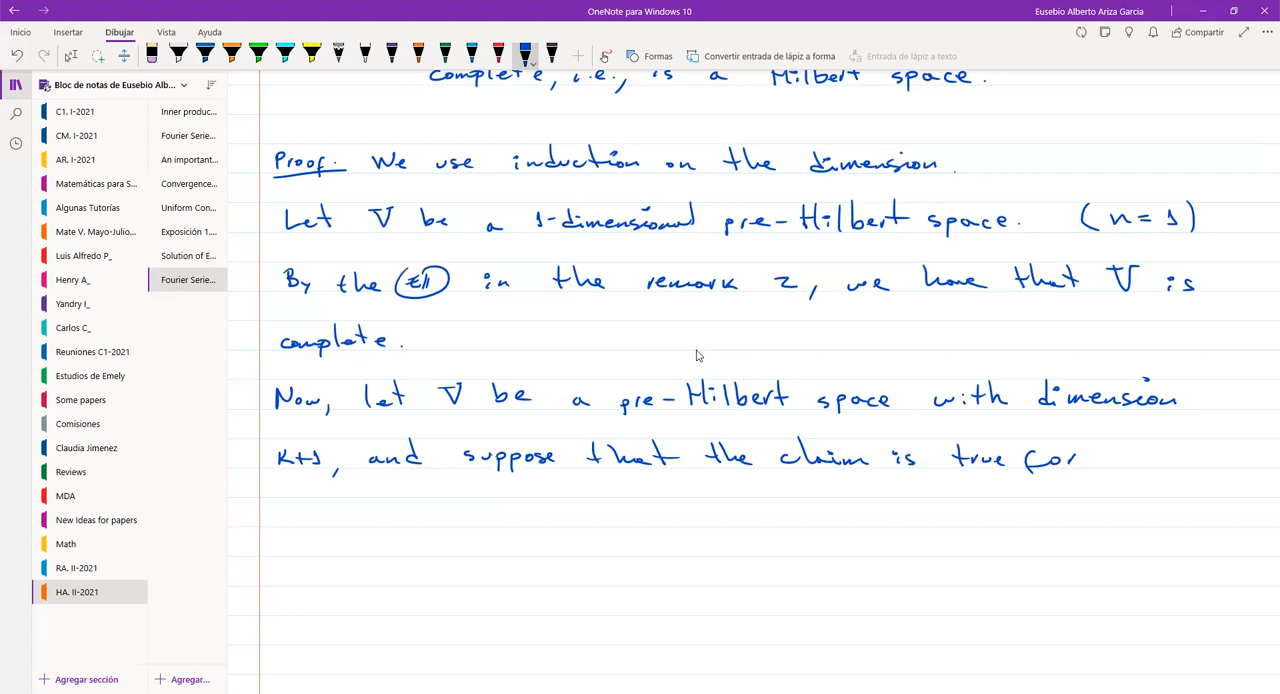 OneNote para Windows 10
Eusebio Alberto Ariza Garcia
Inicio Insertar Dibujar Vista Ayuda
Compartir
Formas
Convertir entrada de lápiz a forma
Entrada de lápiz a texto
Bloc de notas de Eusebio Alb...
C1. I-2021
CM. I-2021
AR. I-2021
Matemáticas para S...
Algunas Tutorías
Mate V. Mayo-Julio...
Luis Alfredo P_
Henry A_
Yandry I_
Carlos C_
Reuniones C1-2021
Estudios de Emely
Some papers
Comisiones
Claudia Jimenez
Reviews
MDA
New Ideas for papers
Math
RA. II-2021
HA. II-2021
Agregar sección
Inner produc...
Fourier Serie...
An important...
Convergence...
Uniform Con...
Exposición 1....
Solution of E...
Fourier Serie...
Agregar...
complete, i.e., is a Hilbert space.
Proof. We use induction on the dimension.
Let V be a 1-dimensional pre-Hilbert space. (n=1)
By the in the remark 2, we have that V is
complete.
Now, let V be a pre-Hilbert space with dimension
K+1, and suppose that the claim is true for